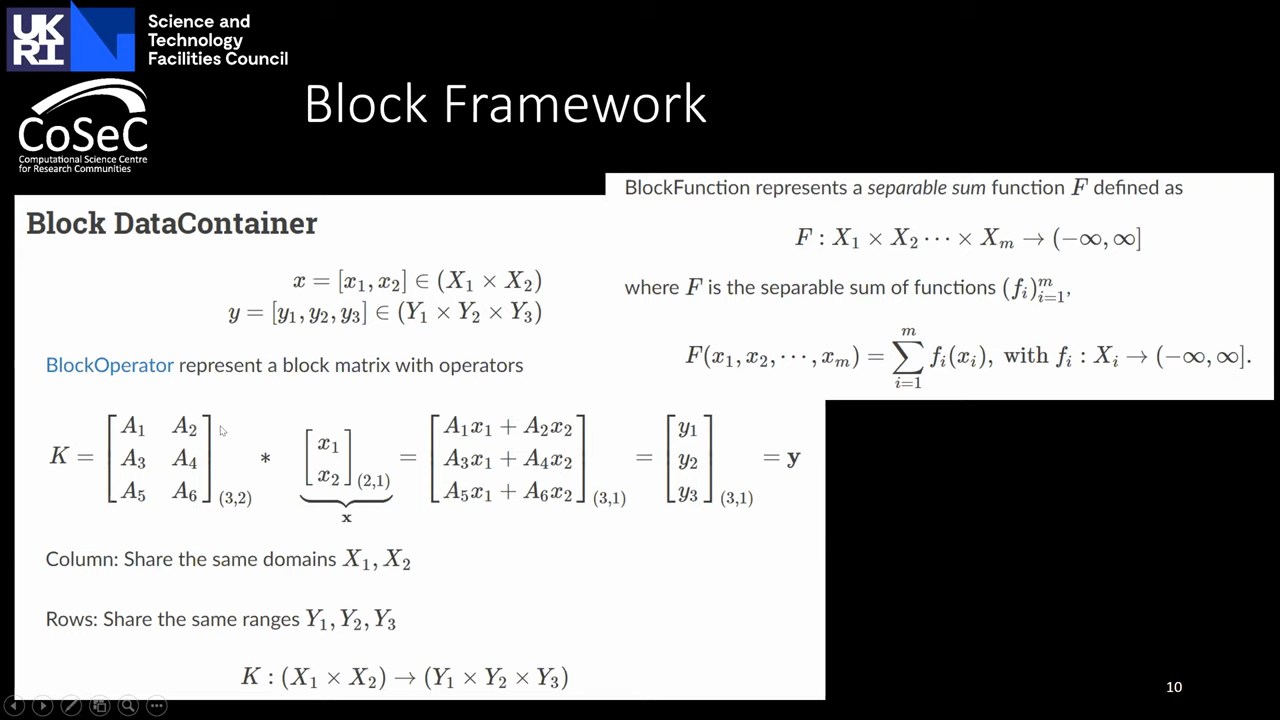 UK
RI
Science and
Technology
Facilities Council
CoSeC
Computational Science Centre
for Research Communities
Block Framework
Block DataContainer
x = [x₁, x₂] ∈ (X₁ × X₂)
y = [y₁, y₂, y₃] ∈ (Y₁ × Y₂ × Y₃)
BlockOperator represent a block matrix with operators
K = [A₁ A₂; A₃ A₄; A₅ A₆]₍₃,₂₎ * [x₁; x₂]₍₂,₁₎ = [A₁x₁ + A₂x₂; A₃x₁ + A₄x₂; A₅x₁ + A₆x₂]₍₃,₁₎ = [y₁; y₂; y₃]₍₃,₁₎ = y
x
Column: Share the same domains X₁, X₂
Rows: Share the same ranges Y₁, Y₂, Y₃
K : (X₁ × X₂) → (Y₁ × Y₂ × Y₃)
BlockFunction represents a separable sum function F defined as
F : X₁ × X₂ ⋯ × Xₘ → (−∞, ∞]
where F is the separable sum of functions (fᵢ)ᵢ₌₁ᵐ,
F(x₁, x₂, ⋯, xₘ) = ∑ᵢ₌₁ᵐ fᵢ(xᵢ), with fᵢ : Xᵢ → (−∞, ∞].
10